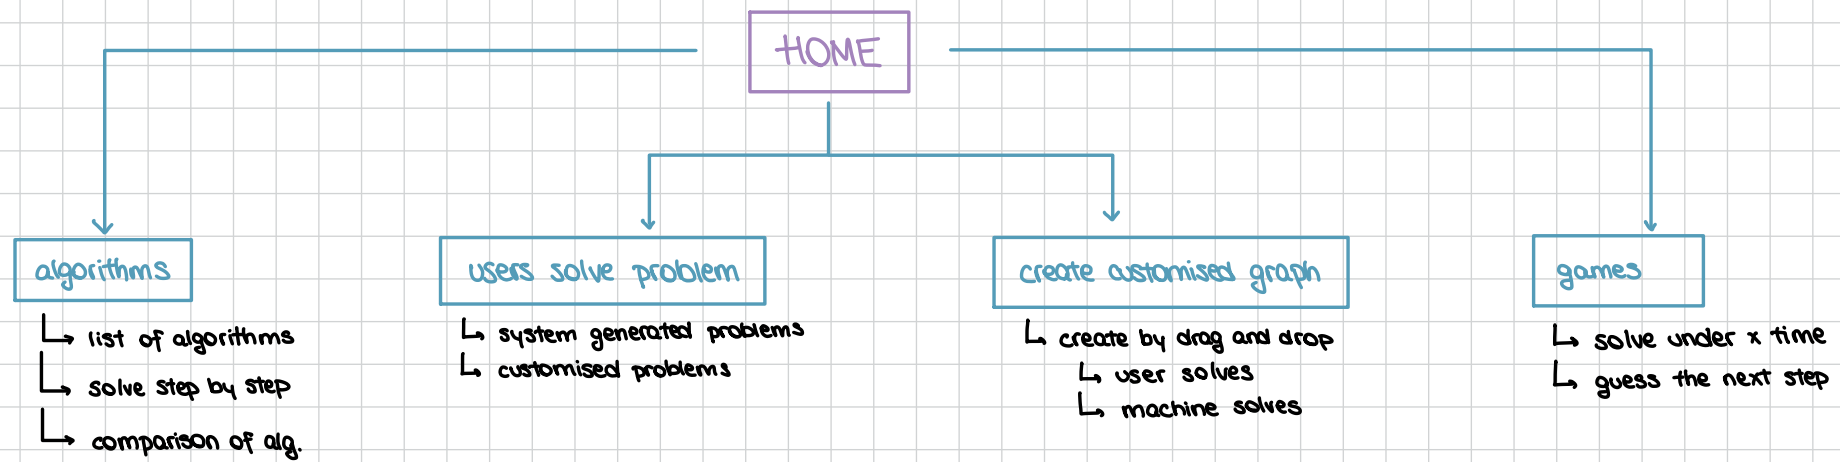 HOME
algorithms
list of algorithms
solve step by step
comparison of alg.
users solve problem
system generated problems
customised problems
create customised graph
create by drag and drop
user solves
machine solves
games
solve under x time
guess the next step